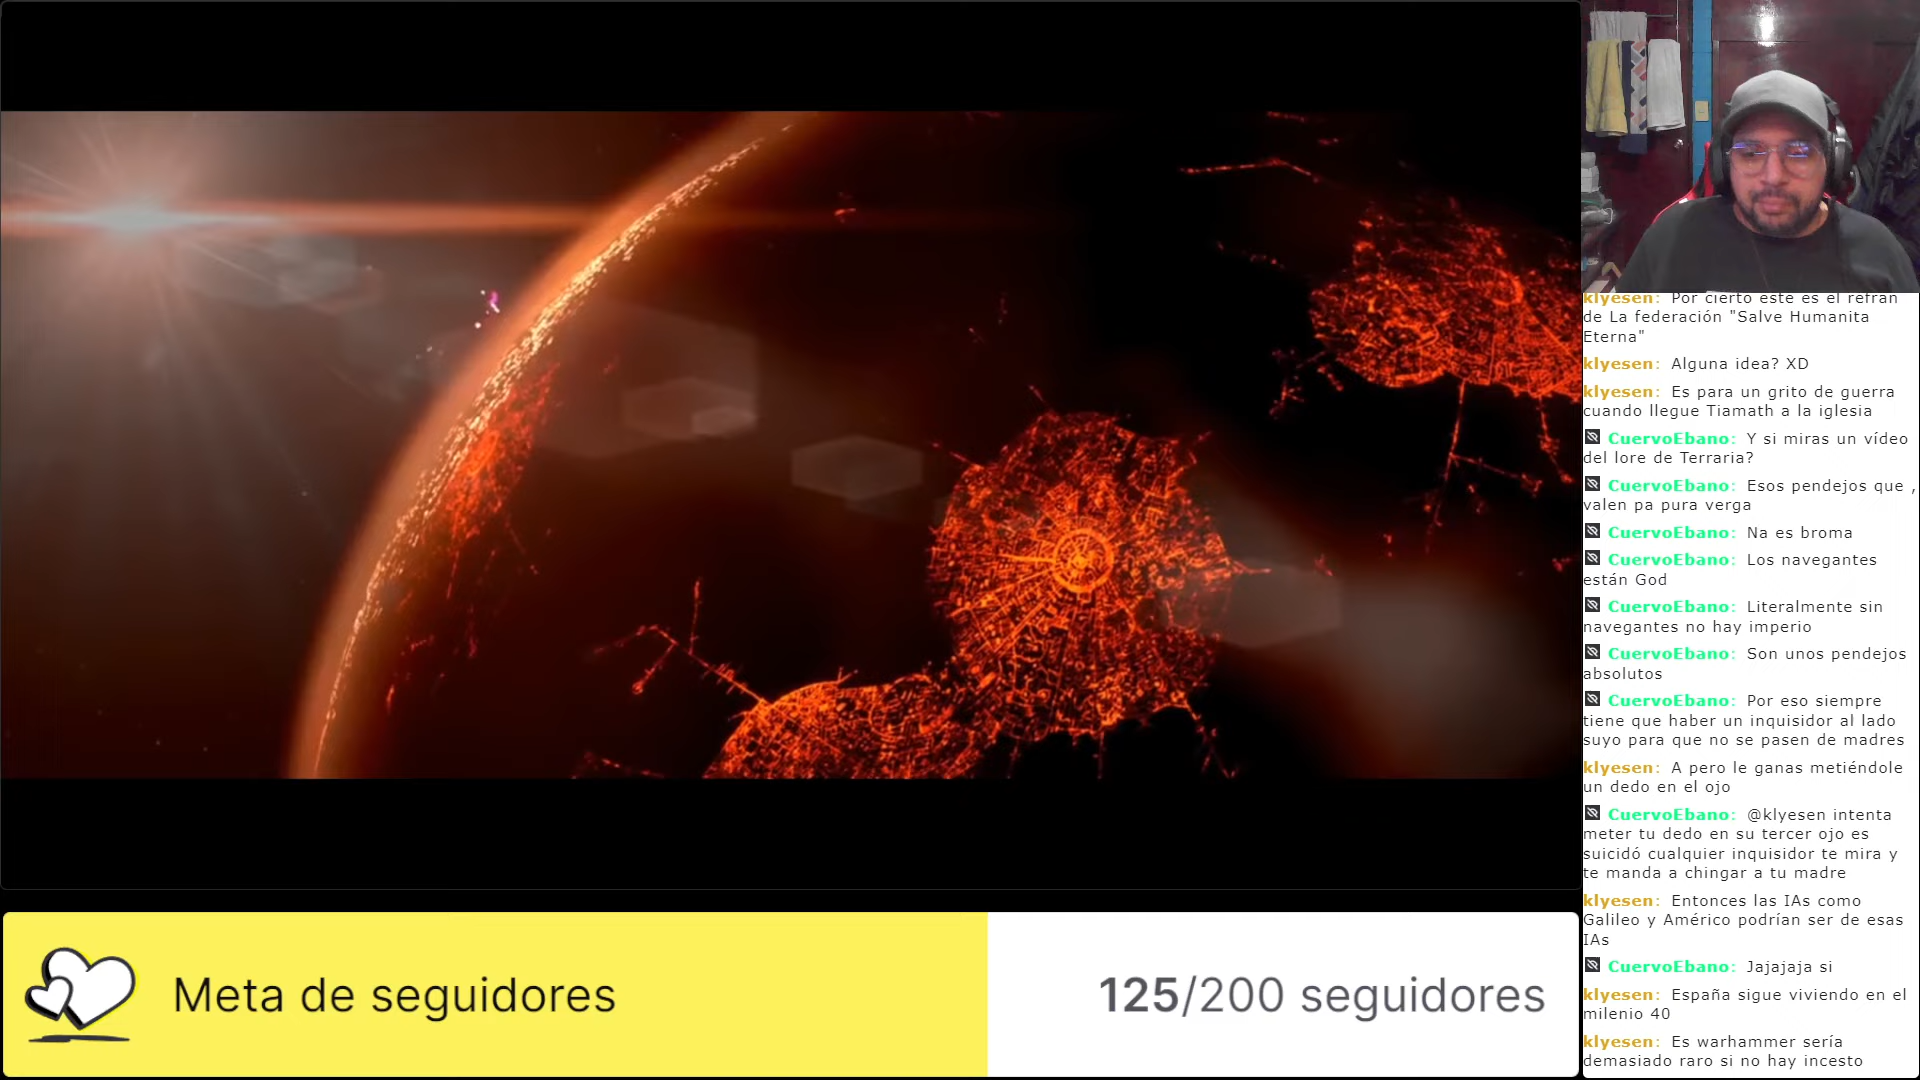 klyesen: Por cierto este es el refrán
de La federación "Salve Humanita
Eterna"
klyesen: Alguna idea? XD
klyesen: Es para un grito de guerra
cuando llegue Tiamath a la iglesia
CuervoEbano: Y si miras un vídeo
del lore de Terraria?
CuervoEbano: Esos pendejos que ,
valen pa pura verga
CuervoEbano: Na es broma
CuervoEbano: Los navegantes
están God
CuervoEbano: Literalmente sin
navegantes no hay imperio
CuervoEbano: Son unos pendejos
absolutos
CuervoEbano: Por eso siempre
tiene que haber un inquisidor al lado
suyo para que no se pasen de madres
klyesen: A pero le ganas metiéndole
un dedo en el ojo
CuervoEbano: @klyesen intenta
meter tu dedo en su tercer ojo es
suicidó cualquier inquisidor te mira y
te manda a chingar a tu madre
klyesen: Entonces las IAs como
Galileo y Américo podrían ser de esas
IAs
CuervoEbano: Jajajaja si
klyesen: España sigue viviendo en el
milenio 40
klyesen: Es warhammer sería
demasiado raro si no hay incesto
Meta de seguidores
125/200 seguidores